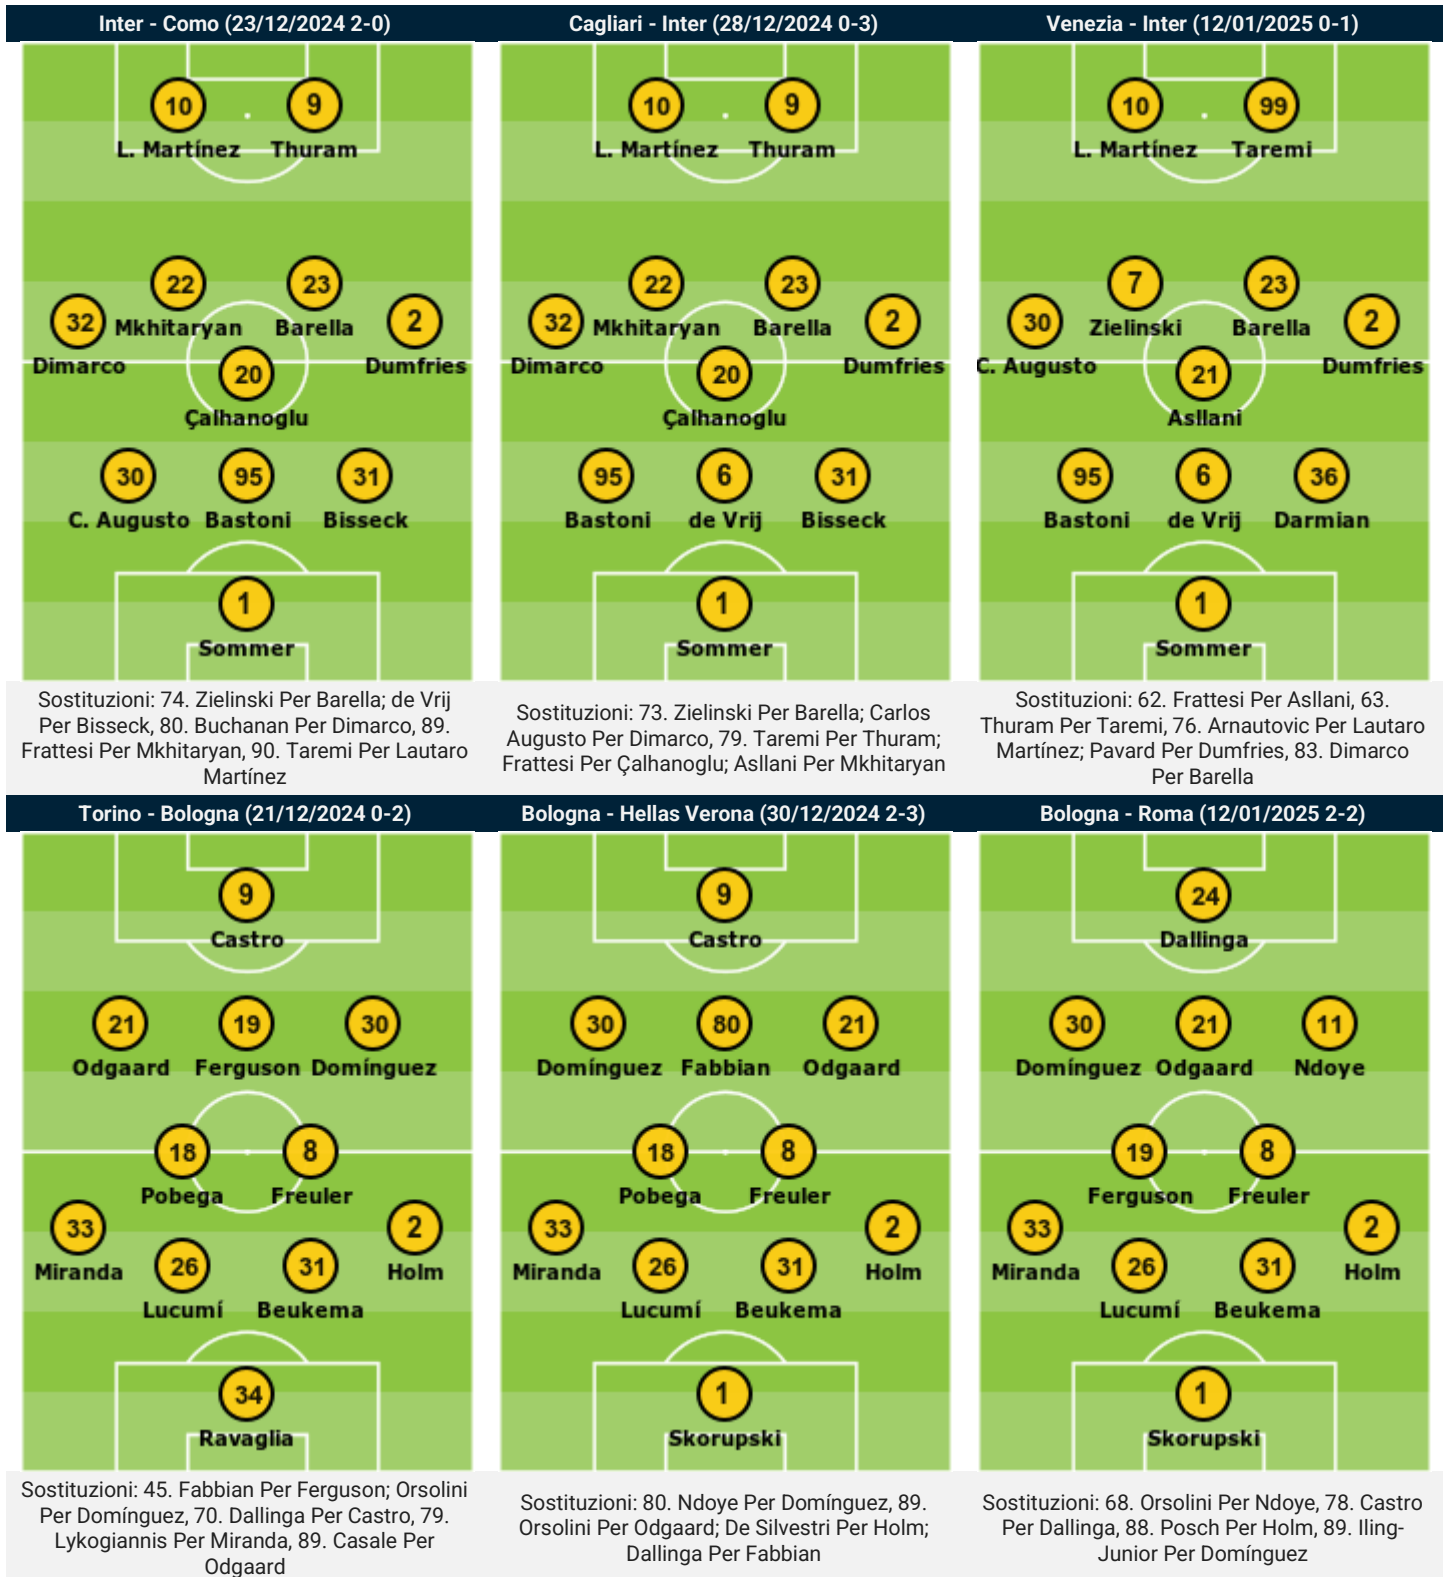 Inter - Como (23/12/2024 2-0)
10
9
L. Martínez
Thuram
22
23
32
2
Mkhitaryan
Barella
Dimarco
Dumfries
20
Çalhanoglu
30
95
31
C. Augusto
Bastoni
Bisseck
1
Sommer
Sostituzioni: 74. Zielinski Per Barella; de Vrij
Per Bisseck, 80. Buchanan Per Dimarco, 89.
Frattesi Per Mkhitaryan, 90. Taremi Per Lautaro
Martínez
Cagliari - Inter (28/12/2024 0-3)
10
9
L. Martínez
Thuram
22
23
32
2
Mkhitaryan
Barella
Dimarco
Dumfries
20
Çalhanoglu
95
6
31
Bastoni
de Vrij
Bisseck
1
Sommer
Sostituzioni: 73. Zielinski Per Barella; Carlos
Augusto Per Dimarco, 79. Taremi Per Thuram;
Frattesi Per Çalhanoglu; Asllani Per Mkhitaryan
Venezia - Inter (12/01/2025 0-1)
10
99
L. Martínez
Taremi
7
23
30
2
Zielinski
Barella
C. Augusto
Dumfries
21
Asllani
95
6
36
Bastoni
de Vrij
Darmian
1
Sommer
Sostituzioni: 62. Frattesi Per Asllani, 63.
Thuram Per Taremi, 76. Arnautovic Per Lautaro
Martínez; Pavard Per Dumfries, 83. Dimarco
Per Barella
Torino - Bologna (21/12/2024 0-2)
9
Castro
21
19
30
Odgaard
Ferguson
Domínguez
18
8
Pobega
Freuler
33
2
Miranda
Holm
26
31
Lucumí
Beukema
34
Ravaglia
Sostituzioni: 45. Fabbian Per Ferguson; Orsolini
Per Domínguez, 70. Dallinga Per Castro, 79.
Lykogiannis Per Miranda, 89. Casale Per
Odgaard
Bologna - Hellas Verona (30/12/2024 2-3)
9
Castro
30
80
21
Domínguez
Fabbian
Odgaard
18
8
Pobega
Freuler
33
2
Miranda
Holm
26
31
Lucumí
Beukema
1
Skorupski
Sostituzioni: 80. Ndoye Per Domínguez, 89.
Orsolini Per Odgaard; De Silvestri Per Holm;
Dallinga Per Fabbian
Bologna - Roma (12/01/2025 2-2)
24
Dallinga
30
21
11
Domínguez
Odgaard
Ndoye
19
8
Ferguson
Freuler
33
2
Miranda
Holm
26
31
Lucumí
Beukema
1
Skorupski
Sostituzioni: 68. Orsolini Per Ndoye, 78. Castro
Per Dallinga, 88. Posch Per Holm, 89. Iling-
Junior Per Domínguez